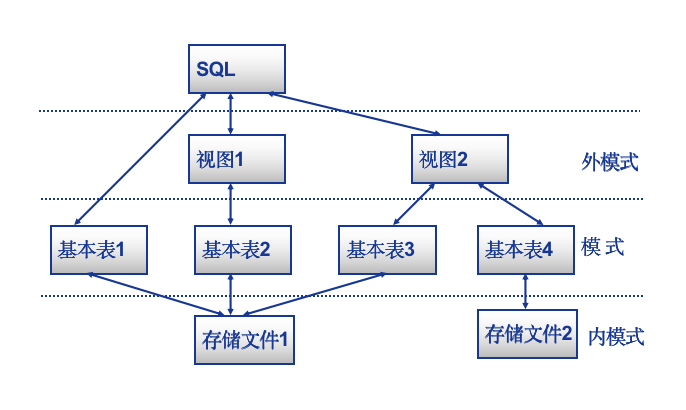 SQL
视图1
视图2
外模式
基本表1
基本表2
基本表3
基本表4
模 式
存储文件1
存储文件2
内模式